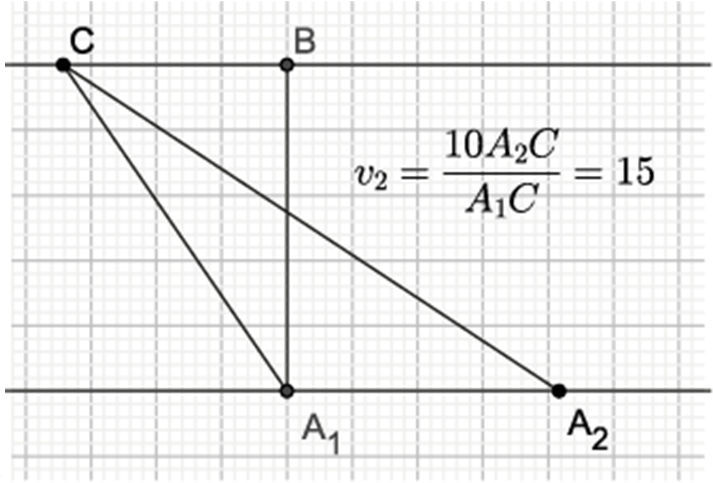 C
B
v₂ = 10A₂C / A₁C = 15
A₁
A₂